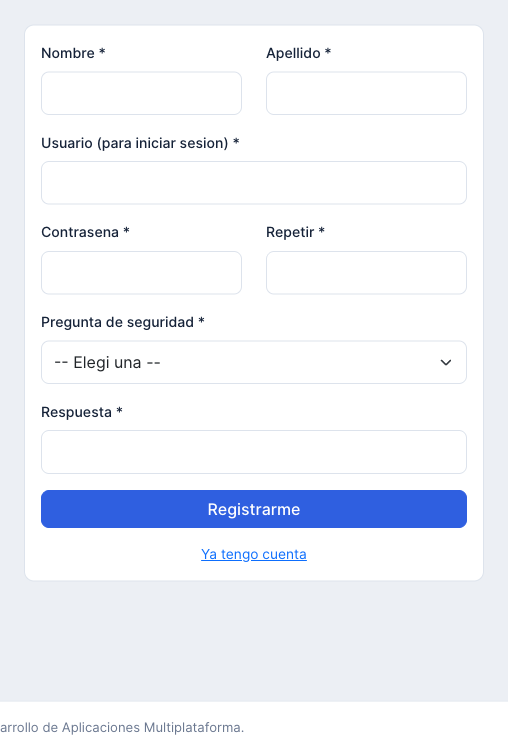 Nombre * Apellido *
Usuario (para iniciar sesion) *
Contrasena * Repetir *
Pregunta de seguridad *
-- Elegi una --
Respuesta *
Registrarme
Ya tengo cuenta
arrollo de Aplicaciones Multiplataforma.